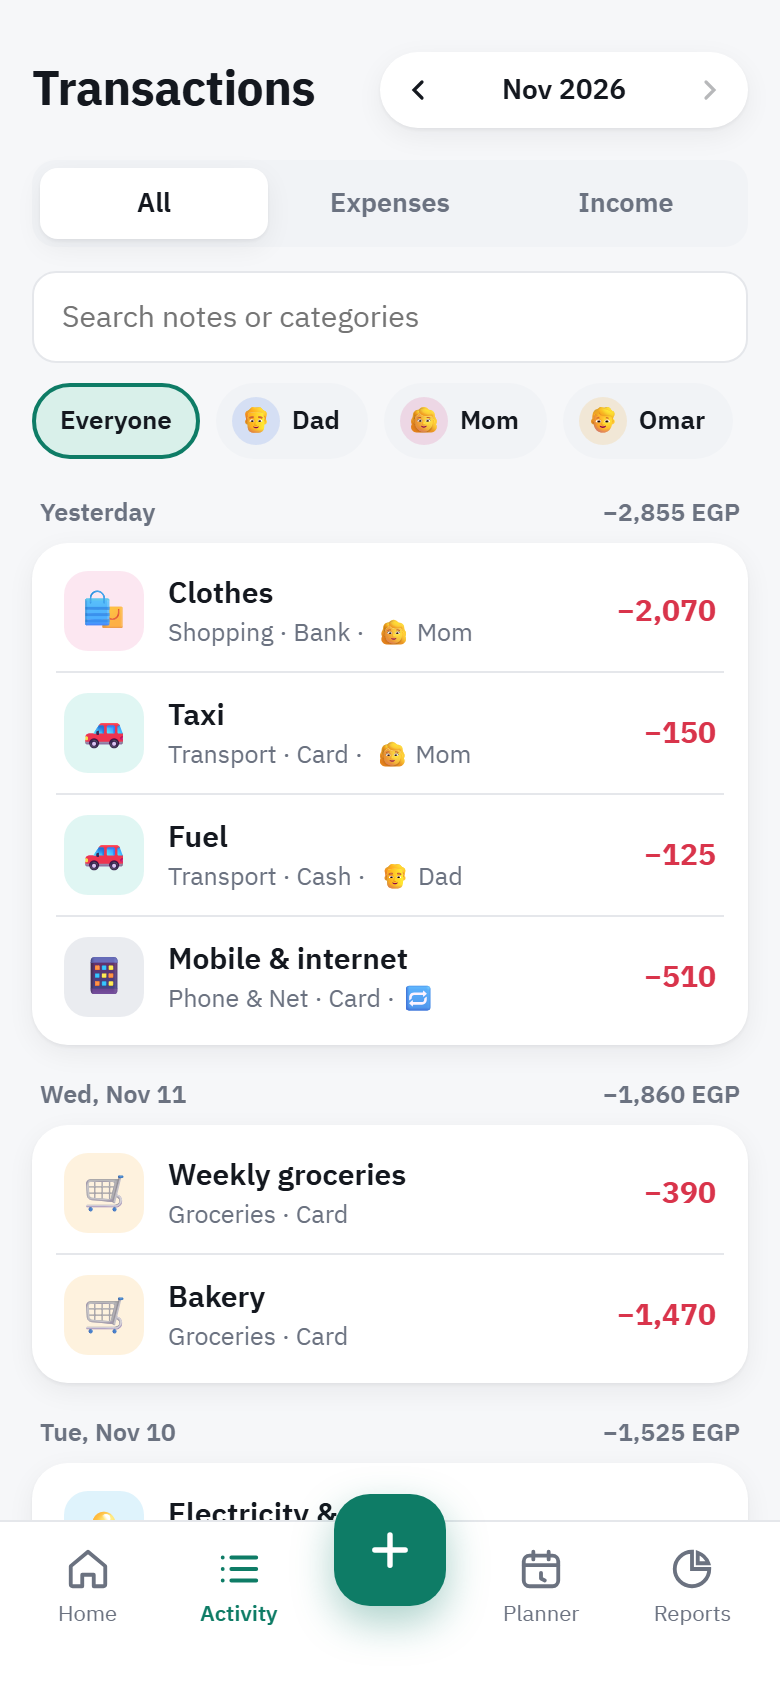 Transactions
Nov 2026
All Expenses Income
Search notes or categories
Everyone Dad Mom Omar
Yesterday −2,855 EGP
Clothes
Shopping · Bank · Mom
−2,070
Taxi
Transport · Card · Mom
−150
Fuel
Transport · Cash · Dad
−125
Mobile & internet
Phone & Net · Card ·
−510
Wed, Nov 11 −1,860 EGP
Weekly groceries
Groceries · Card
−390
Bakery
Groceries · Card
−1,470
Tue, Nov 10 −1,525 EGP
Electricity &
Home Activity Planner Reports